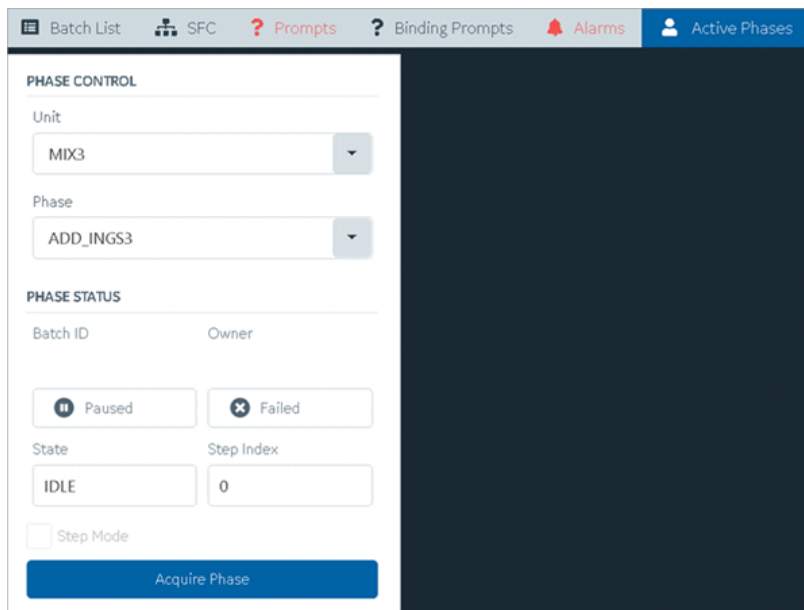 Batch List SFC ? Prompts ? Binding Prompts Alarms Active Phases
PHASE CONTROL
Unit
MIX3
Phase
ADD_INGS3
PHASE STATUS
Batch ID Owner
Paused Failed
State Step Index
IDLE 0
Step Mode
Acquire Phase